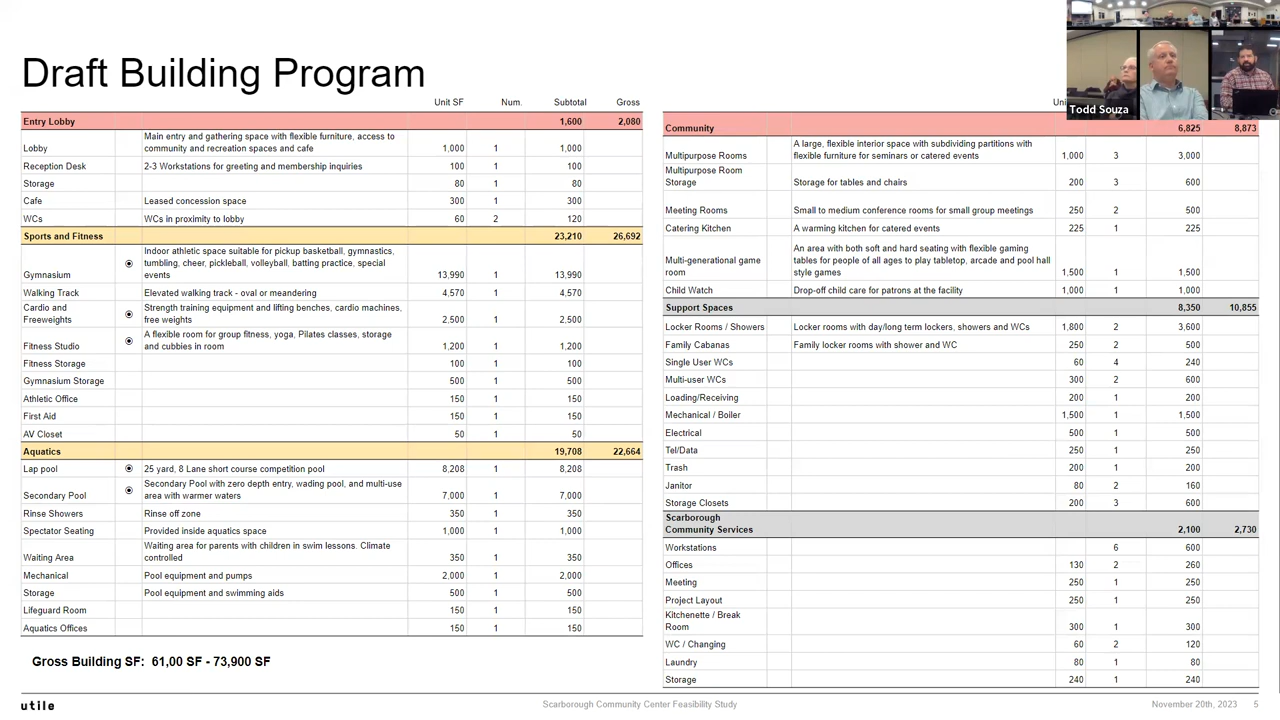 Draft Building Program
Todd Souza
Unit SF Num. Subtotal Gross
Entry Lobby 1,600 2,080
Main entry and gathering space with flexible furniture, access to
Lobby community and recreation spaces and cafe 1,000 1 1,000
Reception Desk 2-3 Workstations for greeting and membership inquiries 100 1 100
Storage 80 1 80
Cafe Leased concession space 300 1 300
WCs WCs in proximity to lobby 60 2 120
Sports and Fitness 23,210 26,692
Indoor athletic space suitable for pickup basketball, gymnastics,
tumbling, cheer, pickleball, volleyball, batting practice, special
Gymnasium events 13,990 1 13,990
Walking Track Elevated walking track - oval or meandering 4,570 1 4,570
Cardio and Strength training equipment and lifting benches, cardio machines,
Freeweights free weights 2,500 1 2,500
A flexible room for group fitness, yoga, Pilates classes, storage
Fitness Studio and cubbies in room 1,200 1 1,200
Fitness Storage 100 1 100
Gymnasium Storage 500 1 500
Athletic Office 150 1 150
First Aid 150 1 150
AV Closet 50 1 50
Aquatics 19,708 22,664
Lap pool 25 yard, 8 Lane short course competition pool 8,208 1 8,208
Secondary Pool with zero depth entry, wading pool, and multi-use
Secondary Pool area with warmer waters 7,000 1 7,000
Rinse Showers Rinse off zone 350 1 350
Spectator Seating Provided inside aquatics space 1,000 1 1,000
Waiting area for parents with children in swim lessons. Climate
Waiting Area controlled 350 1 350
Mechanical Pool equipment and pumps 2,000 1 2,000
Storage Pool equipment and swimming aids 500 1 500
Lifeguard Room 150 1 150
Aquatics Offices 150 1 150
Gross Building SF: 61,00 SF - 73,900 SF
Community 6,825 8,873
A large, flexible interior space with subdividing partitions with
Multipurpose Rooms flexible furniture for seminars or catered events 1,000 3 3,000
Multipurpose Room
Storage Storage for tables and chairs 200 3 600
Meeting Rooms Small to medium conference rooms for small group meetings 250 2 500
Catering Kitchen A warming kitchen for catered events 225 1 225
An area with both soft and hard seating with flexible gaming
Multi-generational game tables for people of all ages to play tabletop, arcade and pool hall
room style games 1,500 1 1,500
Child Watch Drop-off child care for patrons at the facility 1,000 1 1,000
Support Spaces 8,350 10,855
Locker Rooms / Showers Locker rooms with day/long term lockers, showers and WCs 1,800 2 3,600
Family Cabanas Family locker rooms with shower and WC 250 2 500
Single User WCs 60 4 240
Multi-user WCs 300 2 600
Loading/Receiving 200 1 200
Mechanical / Boiler 1,500 1 1,500
Electrical 500 1 500
Tel/Data 250 1 250
Trash 200 1 200
Janitor 80 2 160
Storage Closets 200 3 600
Scarborough
Community Services 2,100 2,730
Workstations 6 600
Offices 130 2 260
Meeting 250 1 250
Project Layout 250 1 250
Kitchenette / Break
Room 300 1 300
WC / Changing 60 2 120
Laundry 80 1 80
Storage 240 1 240
utile Scarborough Community Center Feasibility Study November 20th, 2023 5